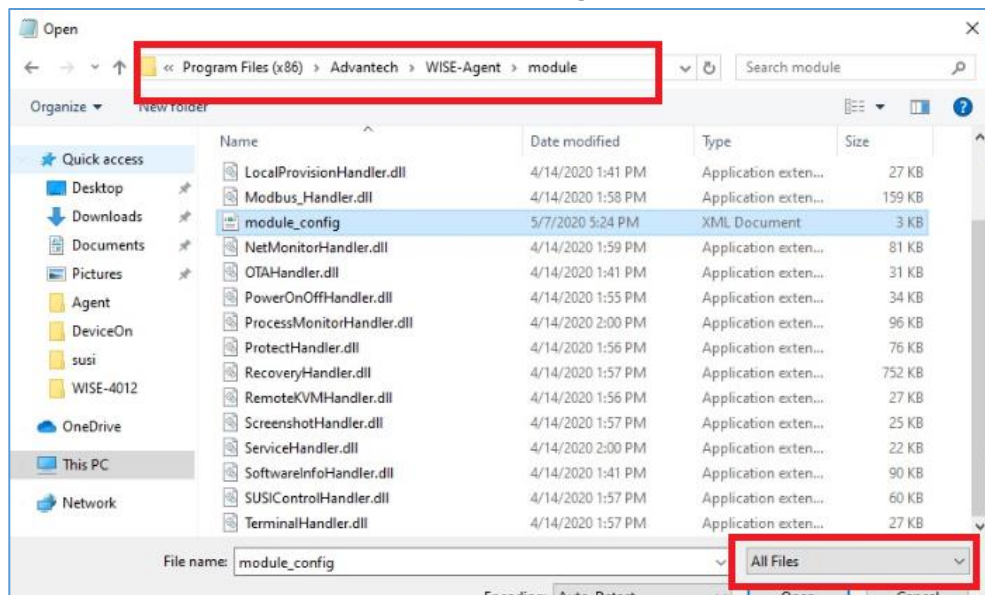 Open
« Program Files (x86) › Advantech › WISE-Agent › module
Search module
Organize
New folder
Name Date modified Type Size
Quick access
Desktop
Downloads
Documents
Pictures
Agent
DeviceOn
susi
WISE-4012
OneDrive
This PC
Network
LocalProvisionHandler.dll 4/14/2020 1:41 PM Application exten... 27 KB
Modbus_Handler.dll 4/14/2020 1:58 PM Application exten... 159 KB
module_config 5/7/2020 5:24 PM XML Document 3 KB
NetMonitorHandler.dll 4/14/2020 1:59 PM Application exten... 81 KB
OTAHandler.dll 4/14/2020 1:41 PM Application exten... 31 KB
PowerOnOffHandler.dll 4/14/2020 1:55 PM Application exten... 34 KB
ProcessMonitorHandler.dll 4/14/2020 2:00 PM Application exten... 96 KB
ProtectHandler.dll 4/14/2020 1:56 PM Application exten... 76 KB
RecoveryHandler.dll 4/14/2020 1:57 PM Application exten... 752 KB
RemoteKVMHandler.dll 4/14/2020 1:56 PM Application exten... 27 KB
ScreenshotHandler.dll 4/14/2020 1:57 PM Application exten... 25 KB
ServiceHandler.dll 4/14/2020 2:00 PM Application exten... 22 KB
SoftwareInfoHandler.dll 4/14/2020 1:41 PM Application exten... 90 KB
SUSIControlHandler.dll 4/14/2020 1:57 PM Application exten... 60 KB
TerminalHandler.dll 4/14/2020 1:57 PM Application exten... 27 KB
File name: module_config
All Files
Encoding: Auto-Detect Open Cancel